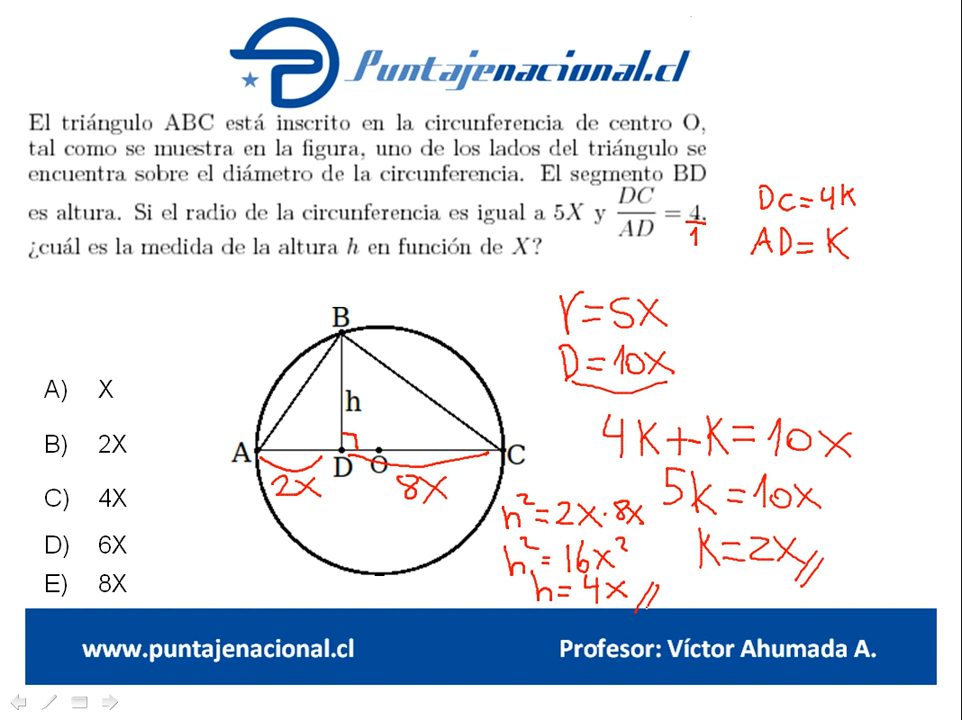 Puntajenacional.cl
El triángulo ABC está inscrito en la circunferencia de centro O,
tal como se muestra en la figura, uno de los lados del triángulo se
encuentra sobre el diámetro de la circunferencia. El segmento BD
es altura. Si el radio de la circunferencia es igual a 5X y DC/AD = 4,
¿cuál es la medida de la altura h en función de X?
1
DC=4K
AD=K
r=5X
D=10X
4K+K=10X
5K=10X
K=2X//
A) X
B) 2X
C) 4X
D) 6X
E) 8X
B
h
A
D
O
C
2X
8X
h²=2X·8X
h²=16X²
h=4X//
www.puntajenacional.cl
Profesor: Víctor Ahumada A.